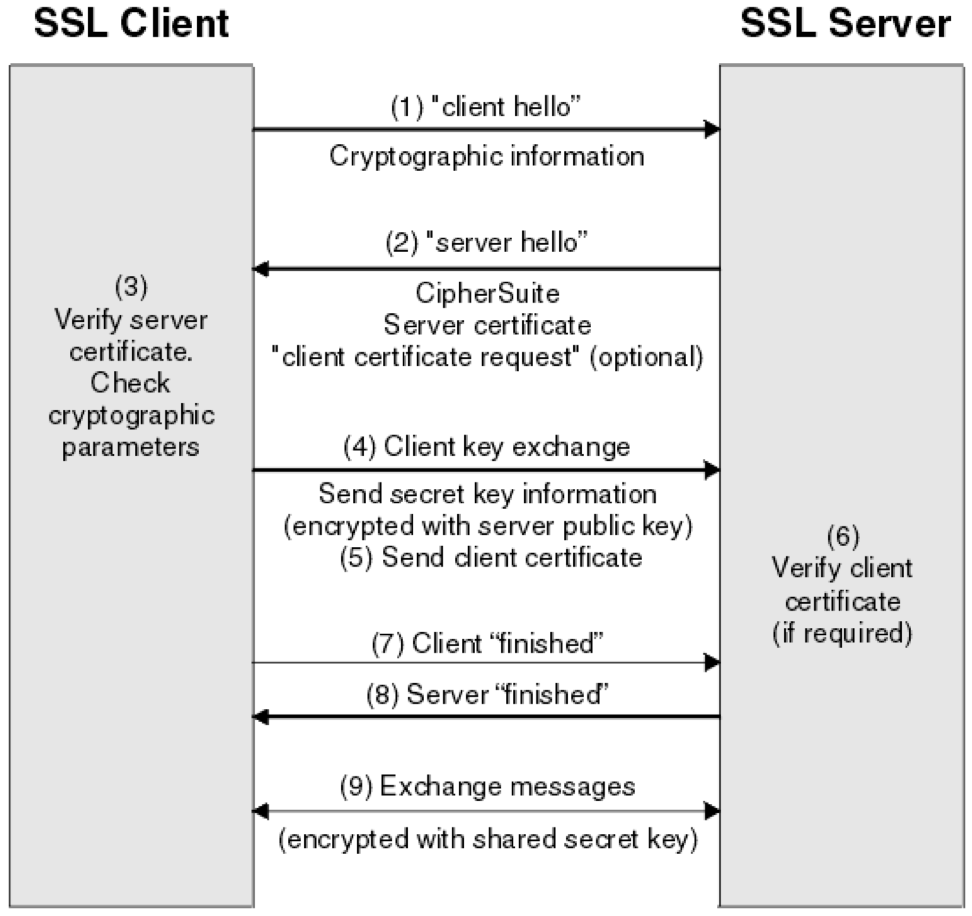 SSL Client
SSL Server
(1) "client hello”
Cryptographic information
(2) "server hello”
CipherSuite
Server certificate
"client certificate request" (optional)
(3)
Verify server
certificate.
Check
cryptographic
parameters
(4) Client key exchange
Send secret key information
(encrypted with server public key)
(5) Send client certificate
(6)
Verify client
certificate
(if required)
(7) Client “finished”
(8) Server “finished”
(9) Exchange messages
(encrypted with shared secret key)